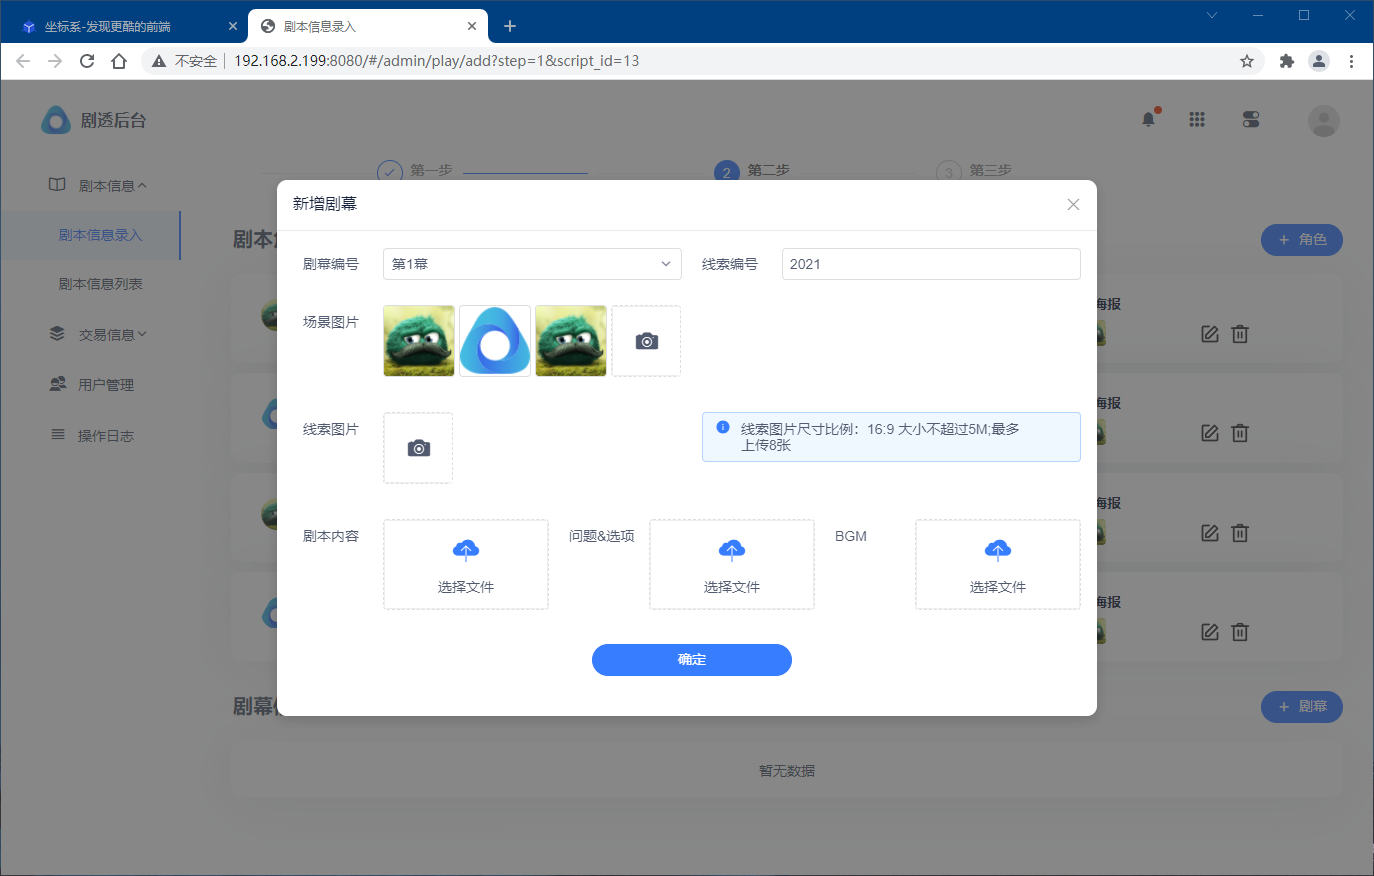 坐标系-发现更酷的前端
剧本信息录入
不安全
192.168.2.199:8080/#/admin/play/add?step=1&script_id=13
剧透后台
第一步
2 第二步
3 第三步
剧本信息
剧本信息录入
剧本信息列表
交易信息
用户管理
操作日志
剧本
+ 角色
海报
海报
海报
海报
新增剧幕
剧幕编号
第1幕
线索编号
2021
场景图片
线索图片
线索图片尺寸比例：16:9 大小不超过5M;最多
上传8张
剧本内容
选择文件
问题&选项
选择文件
BGM
选择文件
确定
剧幕
+ 剧幕
暂无数据